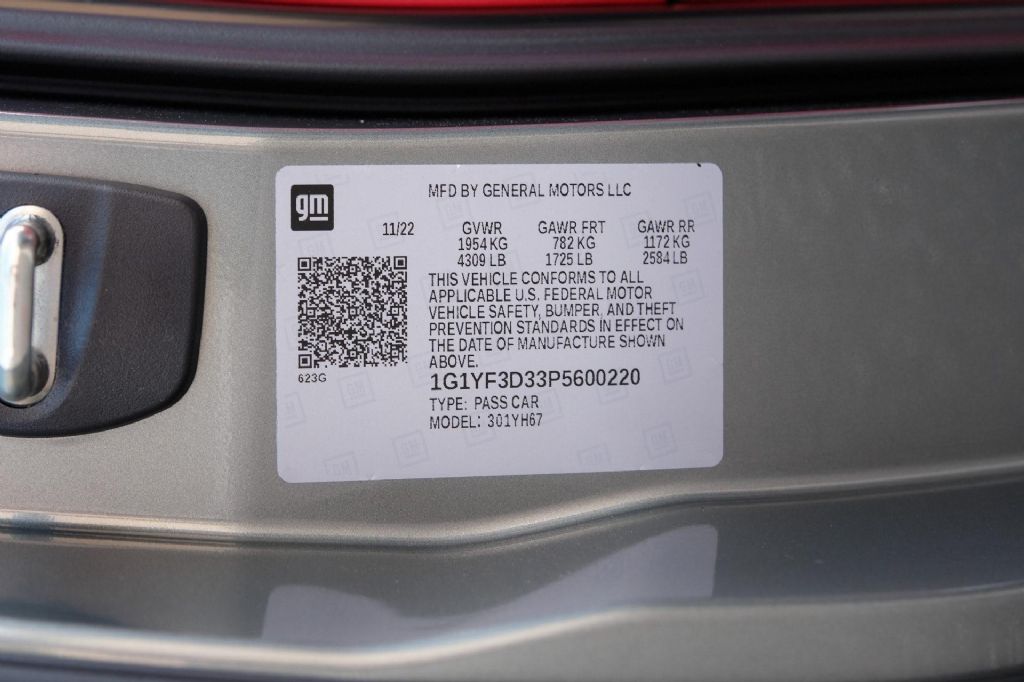 gm
MFD BY GENERAL MOTORS LLC
11/22 GVWR GAWR FRT GAWR RR
1954 KG 782 KG 1172 KG
4309 LB 1725 LB 2584 LB
THIS VEHICLE CONFORMS TO ALL
APPLICABLE U.S. FEDERAL MOTOR
VEHICLE SAFETY, BUMPER, AND THEFT
PREVENTION STANDARDS IN EFFECT ON
THE DATE OF MANUFACTURE SHOWN
ABOVE.
623G
1G1YF3D33P5600220
TYPE: PASS CAR
MODEL: 301YH67